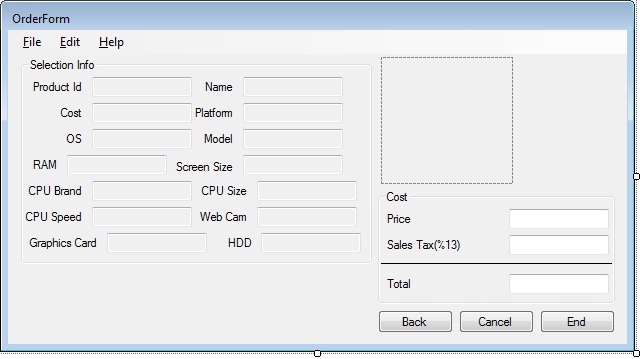 OrderForm
File Edit Help
Selection Info
Product Id Name
Cost Platform
OS Model
RAM Screen Size
CPU Brand CPU Size
CPU Speed Web Cam
Graphics Card HDD
Cost
Price
Sales Tax(%13)
Total
Back Cancel End